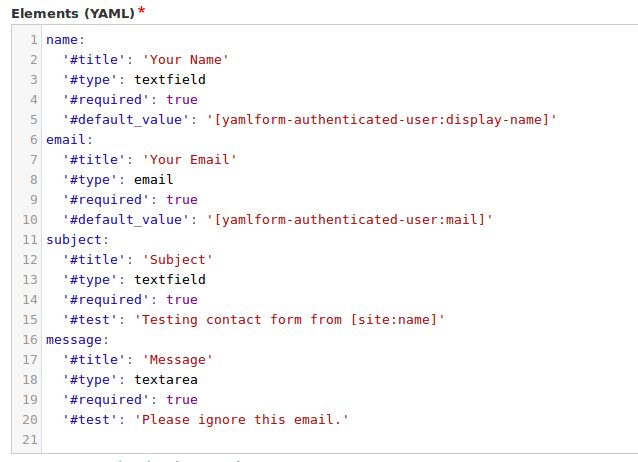 Elements (YAML) *
1 name:
2   '#title': 'Your Name'
3   '#type': textfield
4   '#required': true
5   '#default_value': '[yamlform-authenticated-user:display-name]'
6 email:
7   '#title': 'Your Email'
8   '#type': email
9   '#required': true
10   '#default_value': '[yamlform-authenticated-user:mail]'
11 subject:
12   '#title': 'Subject'
13   '#type': textfield
14   '#required': true
15   '#test': 'Testing contact form from [site:name]'
16 message:
17   '#title': 'Message'
18   '#type': textarea
19   '#required': true
20   '#test': 'Please ignore this email.'
21